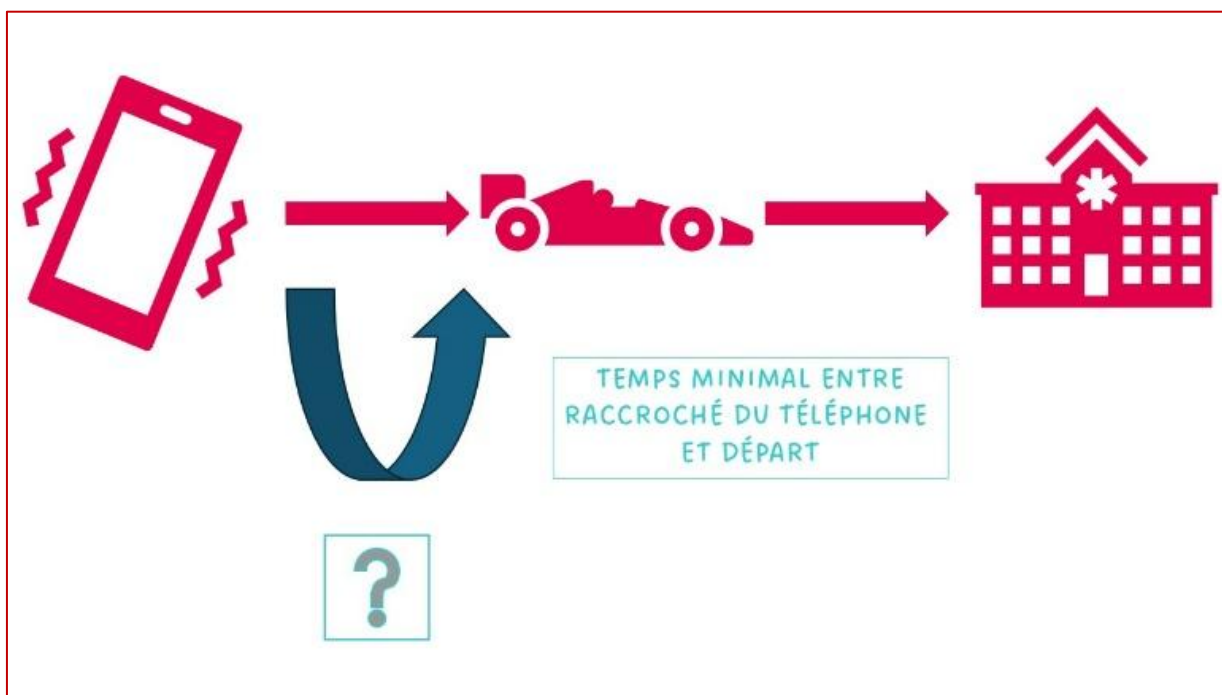 TEMPS MINIMAL ENTRE
RACCROCHÉ DU TÉLÉPHONE
ET DÉPART
?